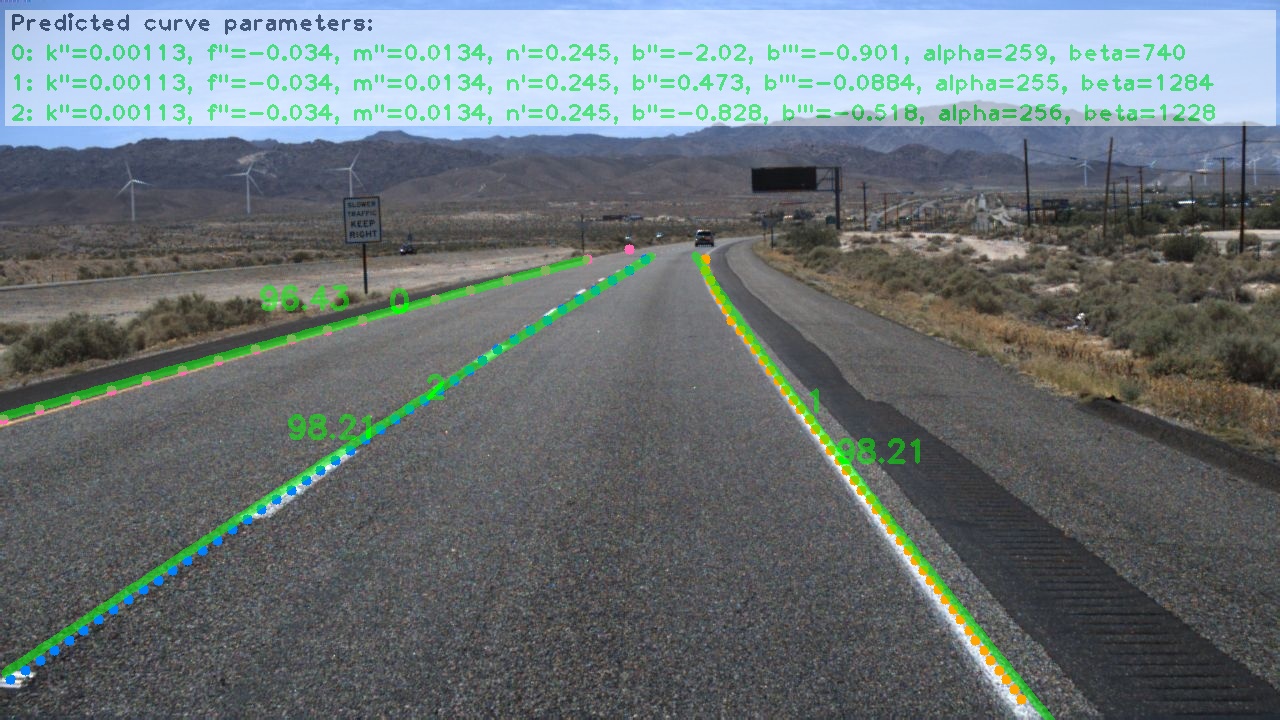 Predicted curve parameters:
0: k''=0.00113, f''=-0.034, m''=0.0134, n'=0.245, b''=-2.02, b'''=-0.901, alpha=259, beta=740
1: k''=0.00113, f''=-0.034, m''=0.0134, n'=0.245, b''=0.473, b'''=-0.0884, alpha=255, beta=1284
2: k''=0.00113, f''=-0.034, m''=0.0134, n'=0.245, b''=-0.828, b'''=-0.518, alpha=256, beta=1228
SLOWER
TRAFFIC
KEEP
RIGHT
98.43 0
2
1
98.21
98.21